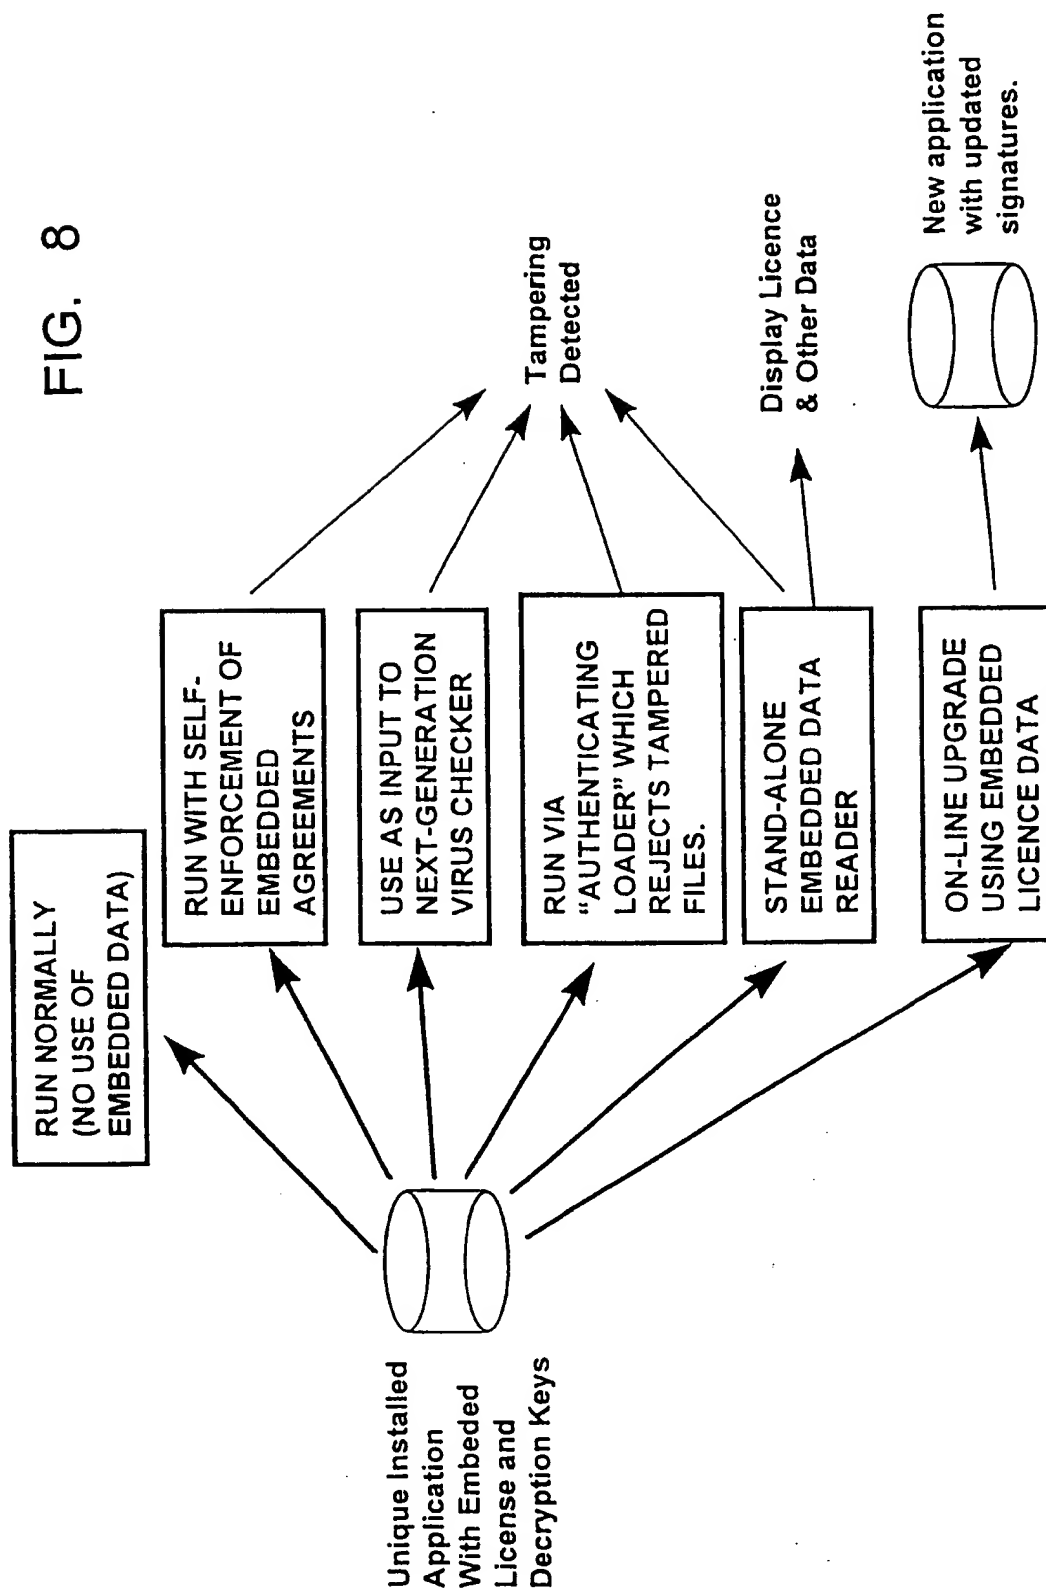 FIG. 8
Unique Installed
Application
With Embeded
License and
Decryption Keys
RUN NORMALLY
(NO USE OF
EMBEDDED DATA)
RUN WITH SELF-
ENFORCEMENT OF
EMBEDDED
AGREEMENTS
USE AS INPUT TO
NEXT-GENERATION
VIRUS CHECKER
RUN VIA
“AUTHENTICATING
LOADER” WHICH
REJECTS TAMPERED
FILES.
STAND-ALONE
EMBEDDED DATA
READER
ON-LINE UPGRADE
USING EMBEDDED
LICENCE DATA
Tampering
Detected
Display Licence
& Other Data
New application
with updated
signatures.